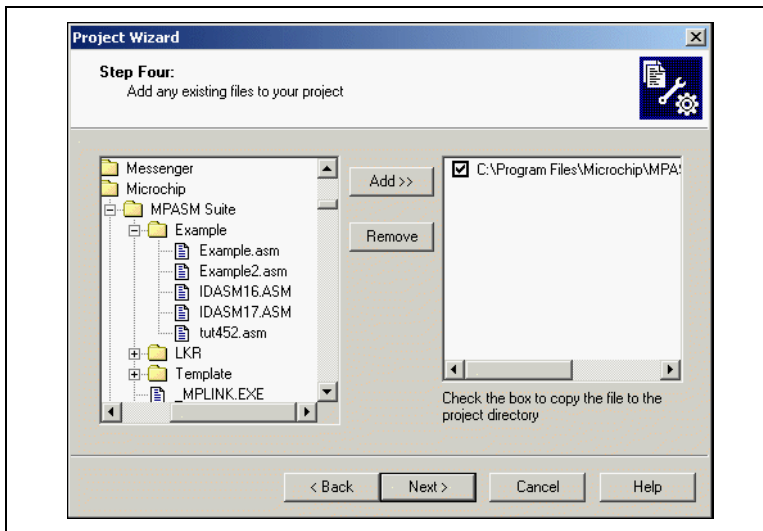 Project Wizard
Step Four:
Add any existing files to your project
Messenger
Microchip
MPASM Suite
Example
Example.asm
Example2.asm
IDASM16.ASM
IDASM17.ASM
tut452.asm
LKR
Template
_MPLINK.EXE
Add >>
Remove
C:\Program Files\Microchip\MPA
Check the box to copy the file to the
project directory
< Back
Next >
Cancel
Help